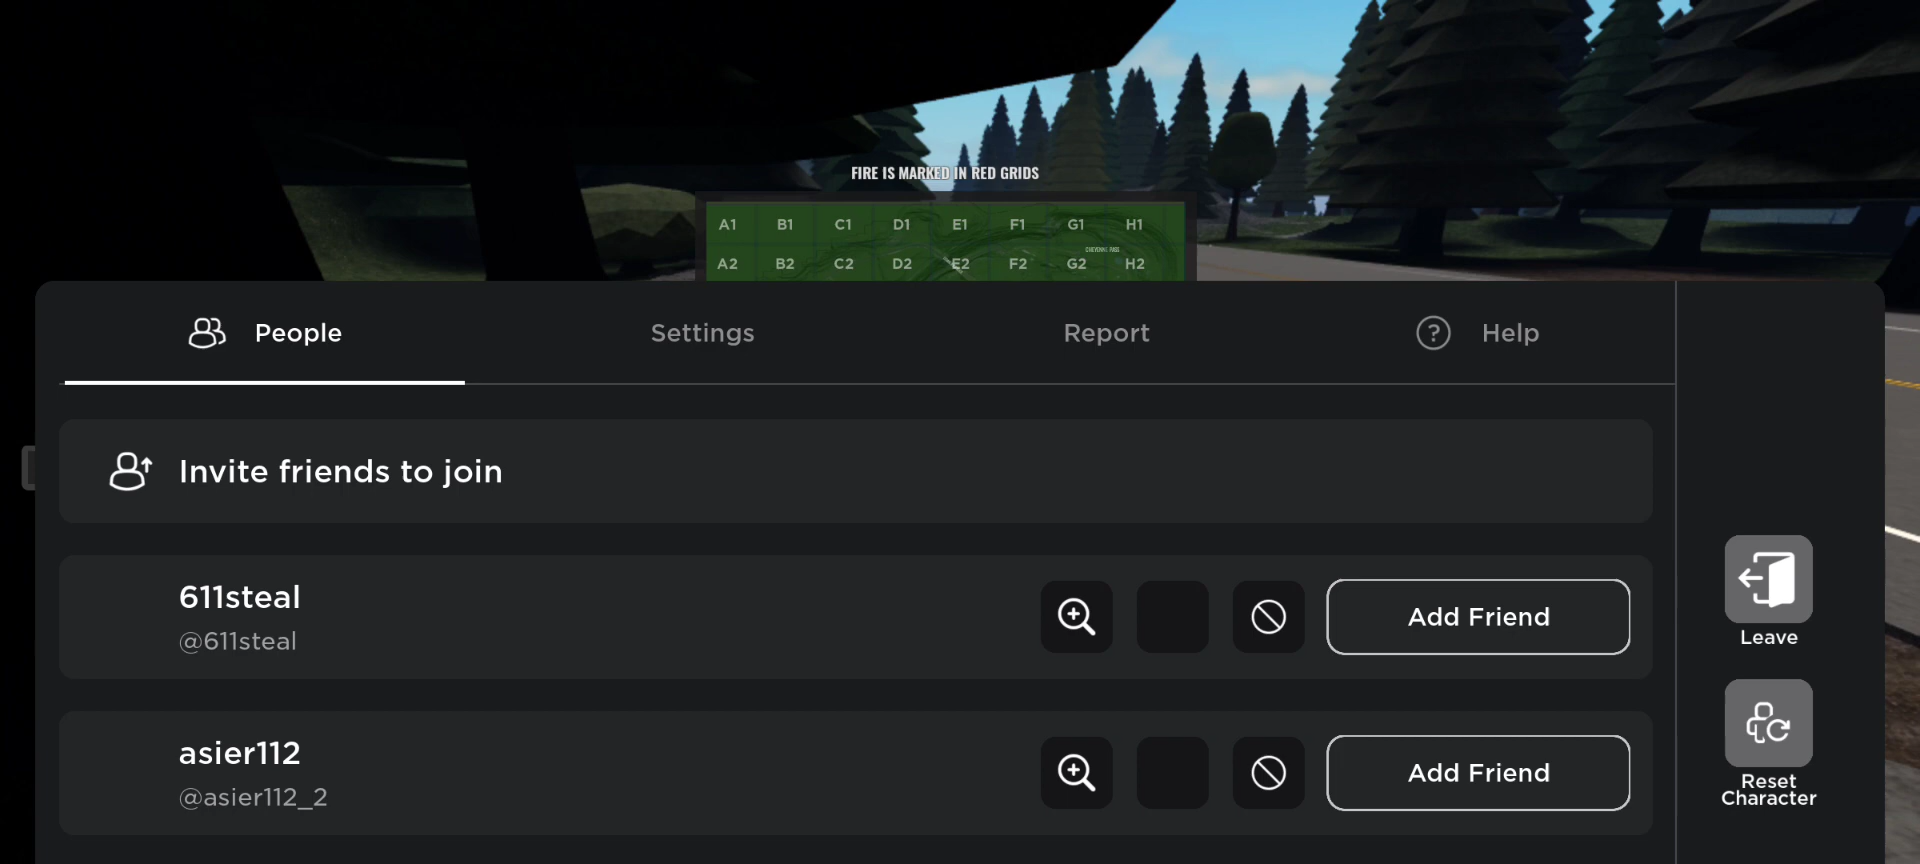 FIRE IS MARKED IN RED GRIDS
A1 B1 C1 D1 E1 F1 G1 H1
CHEYENNE PASS
A2 B2 C2 D2 E2 F2 G2 H2
People Settings Report ? Help
Invite friends to join
611steal
@611steal
Add Friend
Leave
asier112
@asier112_2
Add Friend
Reset
Character